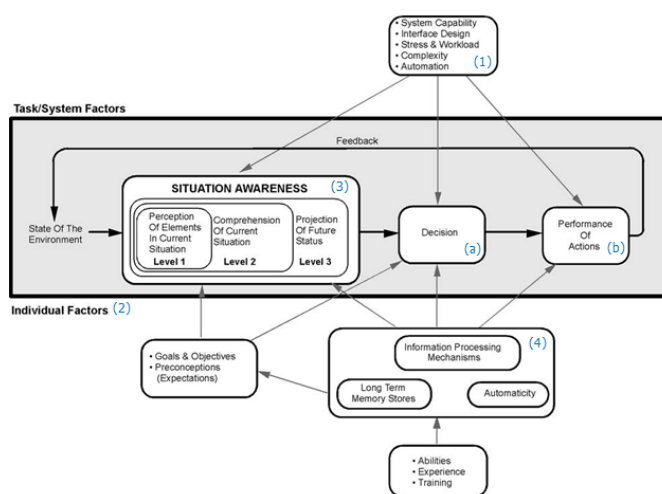 • System Capability
• Interface Design
• Stress & Workload
• Complexity
• Automation
(1)
Task/System Factors
Feedback
SITUATION AWARENESS
(3)
State Of The
Environment
Perception
Of Elements
In Current
Situation
Level 1
Comprehension
Of Current
Situation
Level 2
Projection
Of Future
Status
Level 3
Decision
(a)
Performance
Of
Actions
(b)
Individual Factors (2)
• Goals & Objectives
• Preconceptions
(Expectations)
(4)
Information Processing
Mechanisms
Long Term
Memory Stores
Automaticity
• Abilities
• Experience
• Training